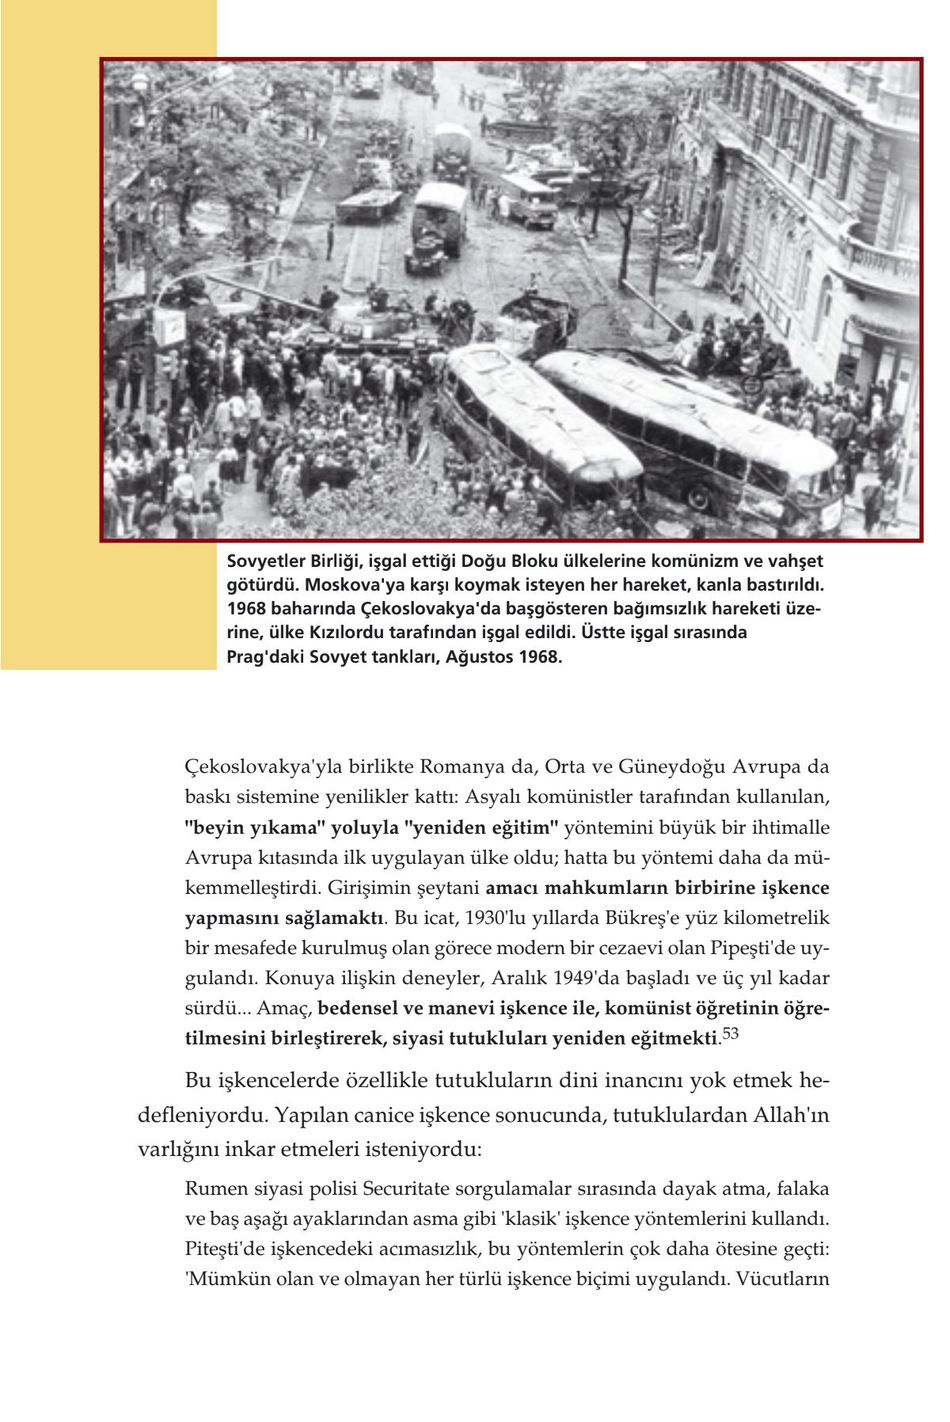 Sovyetler Birliği, işgal ettiği Doğu Bloku ülkelerine komünizm ve vahşet
götürdü. Moskova'ya karşı koymak isteyen her hareket, kanla bastırıldı.
1968 baharında Çekoslovakya'da başgösteren bağımsızlık hareketi üze-
rine, ülke Kızılordu tarafından işgal edildi. Üstte işgal sırasında
Prag'daki Sovyet tankları, Ağustos 1968.
Çekoslovakya'yla birlikte Romanya da, Orta ve Güneydoğu Avrupa da
baskı sistemine yenilikler kattı: Asyalı komünistler tarafından kullanılan,
"beyin yıkama" yoluyla "yeniden eğitim" yöntemini büyük bir ihtimalle
Avrupa kıtasında ilk uygulayan ülke oldu; hatta bu yöntemi daha da mü-
kemmelleştirdi. Girişimin şeytani amacı mahkumların birbirine işkence
yapmasını sağlamaktı. Bu icat, 1930'lu yıllarda Bükreş'e yüz kilometrelik
bir mesafede kurulmuş olan görece modern bir cezaevi olan Pipeşti'de uy-
gulandı. Konuya ilişkin deneyler, Aralık 1949'da başladı ve üç yıl kadar
sürdü... Amaç, bedensel ve manevi işkence ile, komünist öğretinin öğre-
tilmesini birleştirerek, siyasi tutukluları yeniden eğitmekti.53
Bu işkencelerde özellikle tutukluların dini inancını yok etmek he-
defleniyordu. Yapılan canice işkence sonucunda, tutuklulardan Allah'ın
varlığını inkar etmeleri isteniyordu:
Rumen siyasi polisi Securitate sorgulamalar sırasında dayak atma, falaka
ve baş aşağı ayaklarından asma gibi 'klasik' işkence yöntemlerini kullandı.
Piteşti'de işkencedeki acımasızlık, bu yöntemlerin çok daha ötesine geçti:
'Mümkün olan ve olmayan her türlü işkence biçimi uygulandı. Vücutların